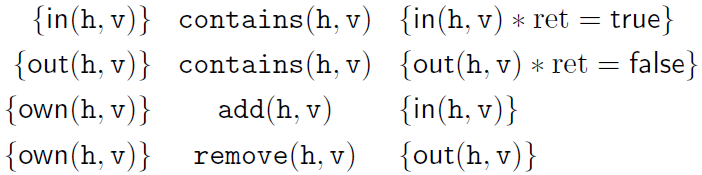 {in(h, v)} contains(h, v) {in(h, v) ∗ ret = true}
{out(h, v)} contains(h, v) {out(h, v) ∗ ret = false}
{own(h, v)} add(h, v) {in(h, v)}
{own(h, v)} remove(h, v) {out(h, v)}